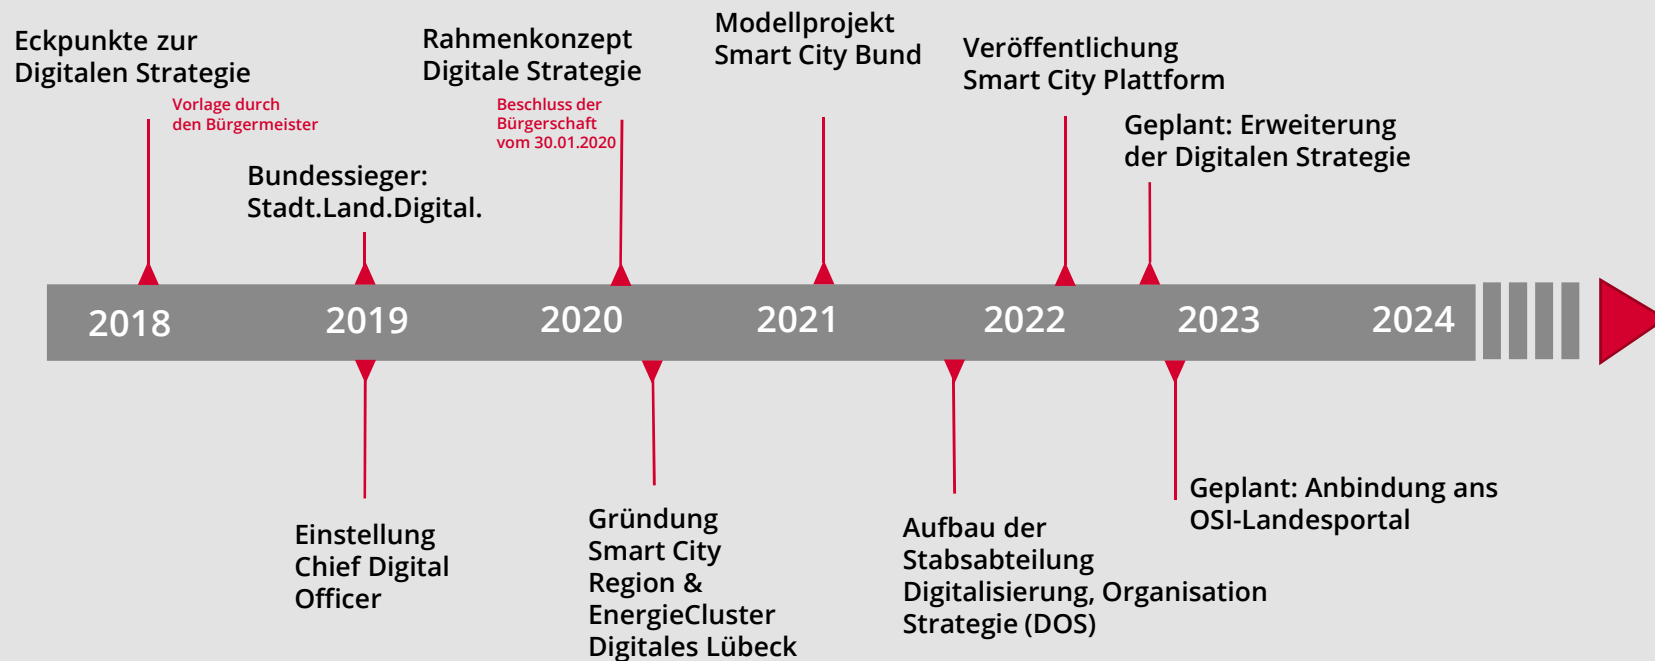 Eckpunkte zur
Digitalen Strategie
Vorlage durch
den Bürgermeister
Bundessieger:
Stadt.Land.Digital.
Rahmenkonzept
Digitale Strategie
Beschluss der
Bürgerschaft
vom 30.01.2020
Modellprojekt
Smart City Bund
Veröffentlichung
Smart City Plattform
Geplant: Erweiterung
der Digitalen Strategie
2018 2019 2020 2021 2022 2023 2024
Einstellung
Chief Digital
Officer
Gründung
Smart City
Region &
EnergieCluster
Digitales Lübeck
Aufbau der
Stabsabteilung
Digitalisierung, Organisation
Strategie (DOS)
Geplant: Anbindung ans
OSI-Landesportal